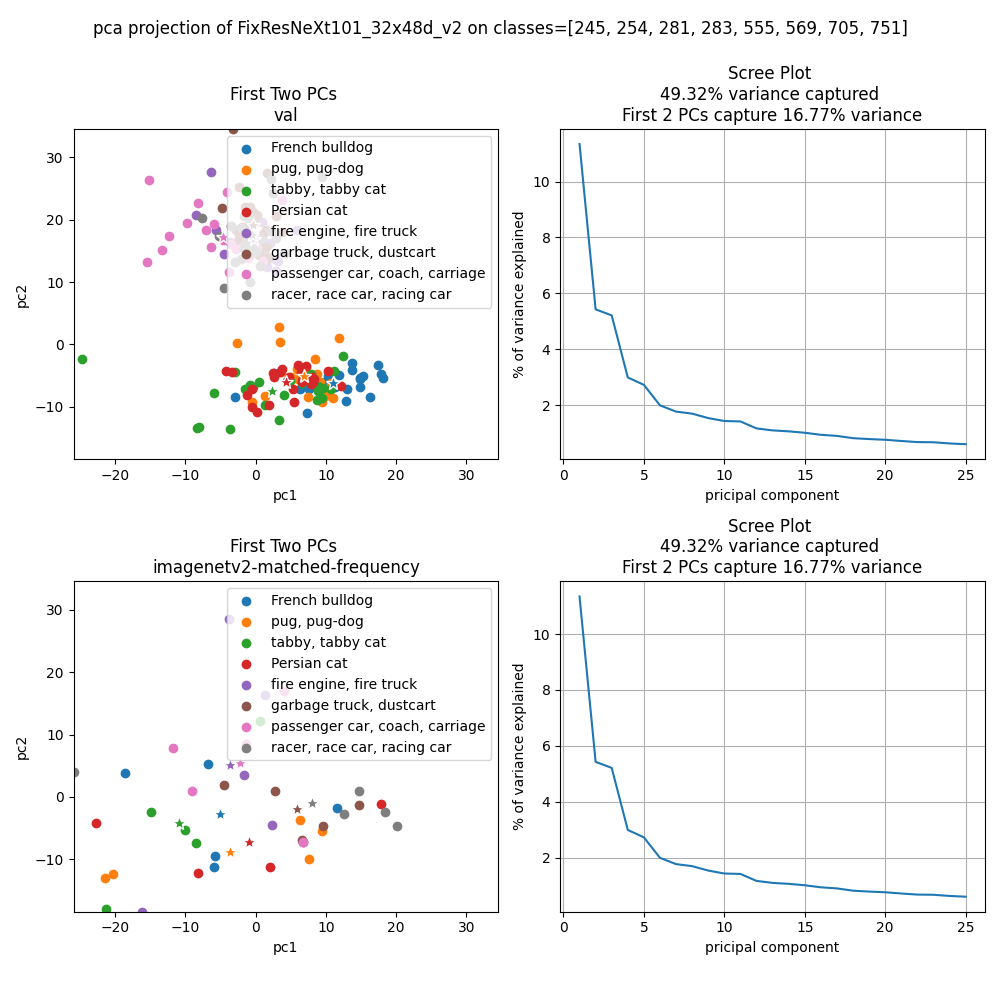 pca projection of FixResNeXt101_32x48d_v2 on classes=[245, 254, 281, 283, 555, 569, 705, 751]
First Two PCs
val
30
20
10
0
−10
pc2
−20
−10
0
10
20
30
pc1
French bulldog
pug, pug-dog
tabby, tabby cat
Persian cat
fire engine, fire truck
garbage truck, dustcart
passenger car, coach, carriage
racer, race car, racing car
Scree Plot
49.32% variance captured
First 2 PCs capture 16.77% variance
10
8
6
4
2
% of variance explained
0
5
10
15
20
25
pricipal component
First Two PCs
imagenetv2-matched-frequency
30
20
10
0
−10
pc2
−20
−10
0
10
20
30
pc1
French bulldog
pug, pug-dog
tabby, tabby cat
Persian cat
fire engine, fire truck
garbage truck, dustcart
passenger car, coach, carriage
racer, race car, racing car
Scree Plot
49.32% variance captured
First 2 PCs capture 16.77% variance
10
8
6
4
2
% of variance explained
0
5
10
15
20
25
pricipal component